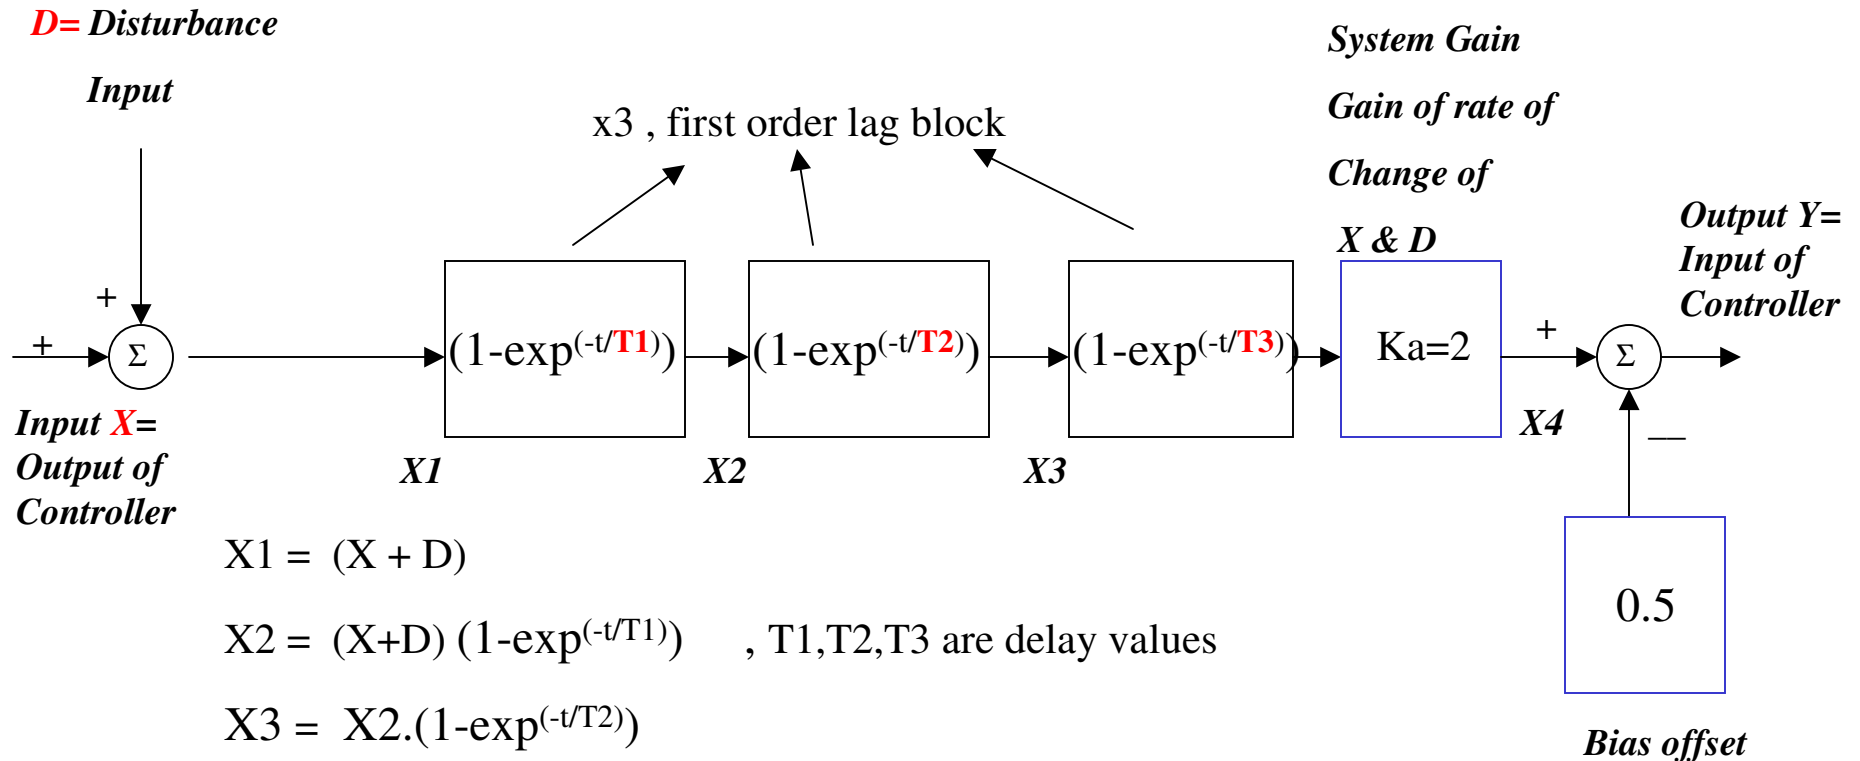 D= Disturbance
Input
x3 , first order lag block
System Gain
Gain of rate of
Change of
X & D
Output Y=
Input of
Controller
+
+
Σ
(1-exp(-t/T1))
(1-exp(-t/T2))
(1-exp(-t/T3))
Ka=2
+
Σ
Input X=
Output of
Controller
X1
X2
X3
X4
—
X1 = (X + D)
X2 = (X+D) (1-exp(-t/T1)) , T1,T2,T3 are delay values
X3 = X2.(1-exp(-t/T2))
0.5
Bias offset